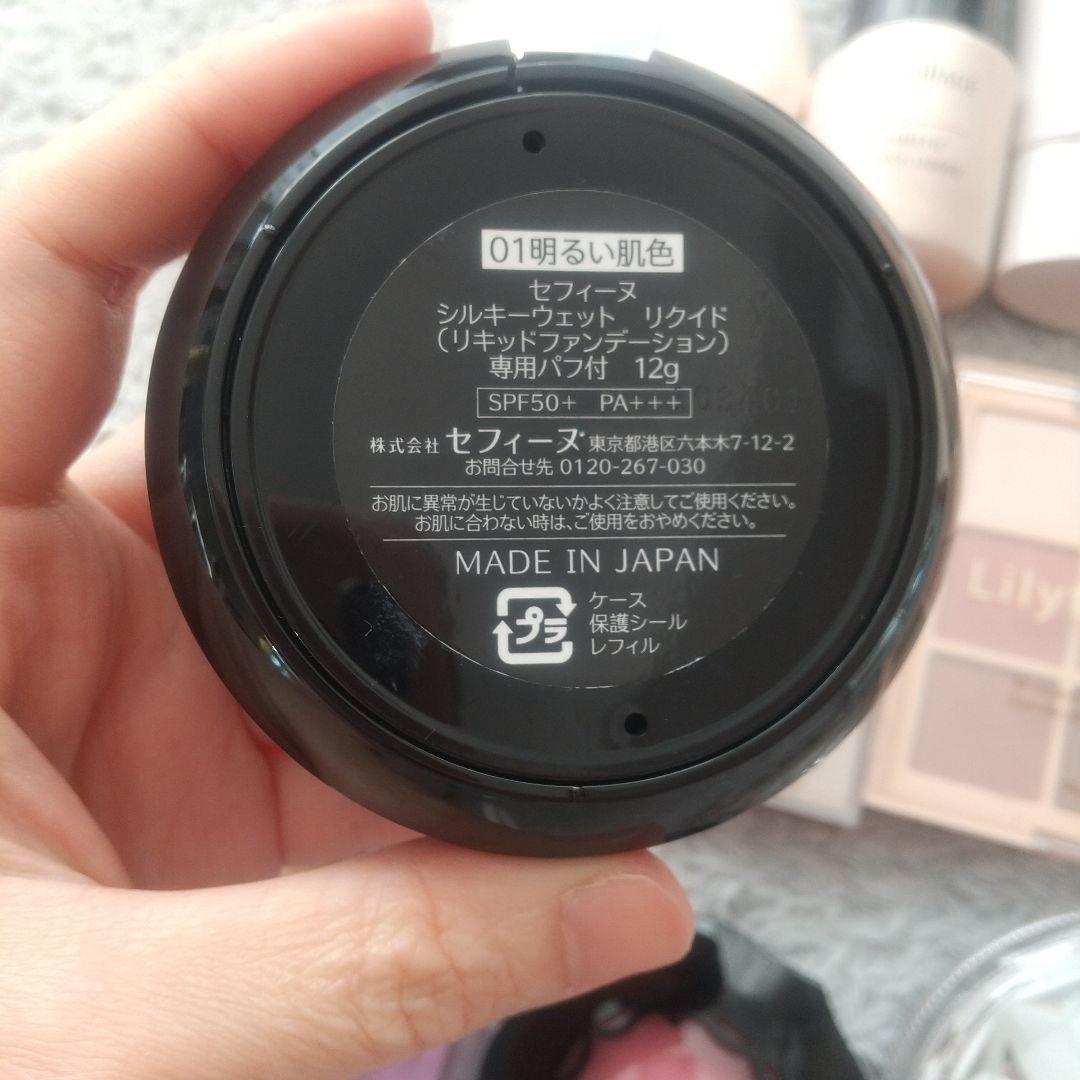 01明るい肌色
セフィーヌ
シルキーウェット リクイド
(リキッドファンデーション)
専用パフ付 12g
SPF50+ PA+++
株式会社 セフィーヌ 東京都港区六本木7-12-2
お問合せ先 0120-267-030
お肌に異常が生じていないかよく注意してご使用ください。
お肌に合わない時は、ご使用をおやめください。
MADE IN JAPAN
プラ
ケース
保護シール
レフィル